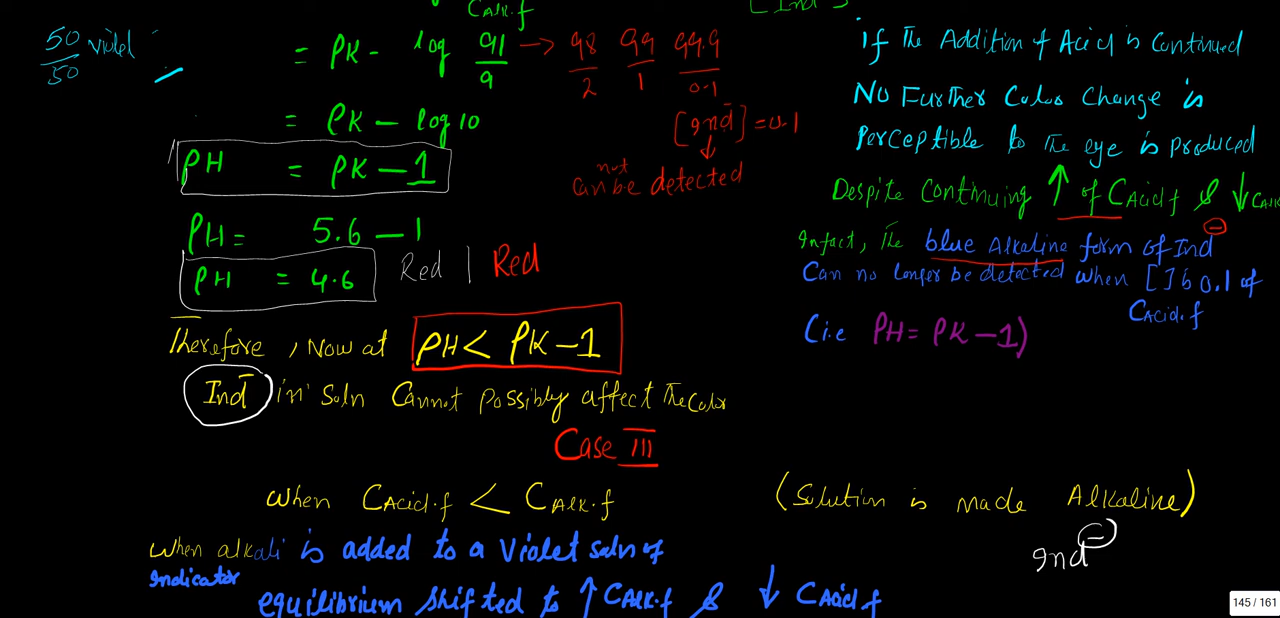 CAlk.f
50/50 violet
= PK - log 91/9 → 98/2 99/1 99.9/0.1
= PK - log 10
[Ind-] = 0.1
↓
not
can be detected
PH = PK - 1
PH = 5.6 - 1
PH = 4.6 Red | Red
Therefore, Now at PH < PK - 1
Ind- in Soln Cannot possibly affect The Color
if The Addition of Acid is Continued
No Further Color Change is
Perceptible to The eye is produced
Despite Continuing ↑ of CAcid.f & ↓ CAlk
Infact, The blue Alkaline form of Ind-
Can no longer be detected when [ ] is 0.1 of
CAcid.f
(i.e PH = PK - 1)
Case III
When CAcid.f < CAlk.f (Solution is made Alkaline)
Ind-
When alkali is added to a Violet soln of
indicator
equilibrium shifted to ↑ CAlk.f & ↓ CAcid.f
145 / 161